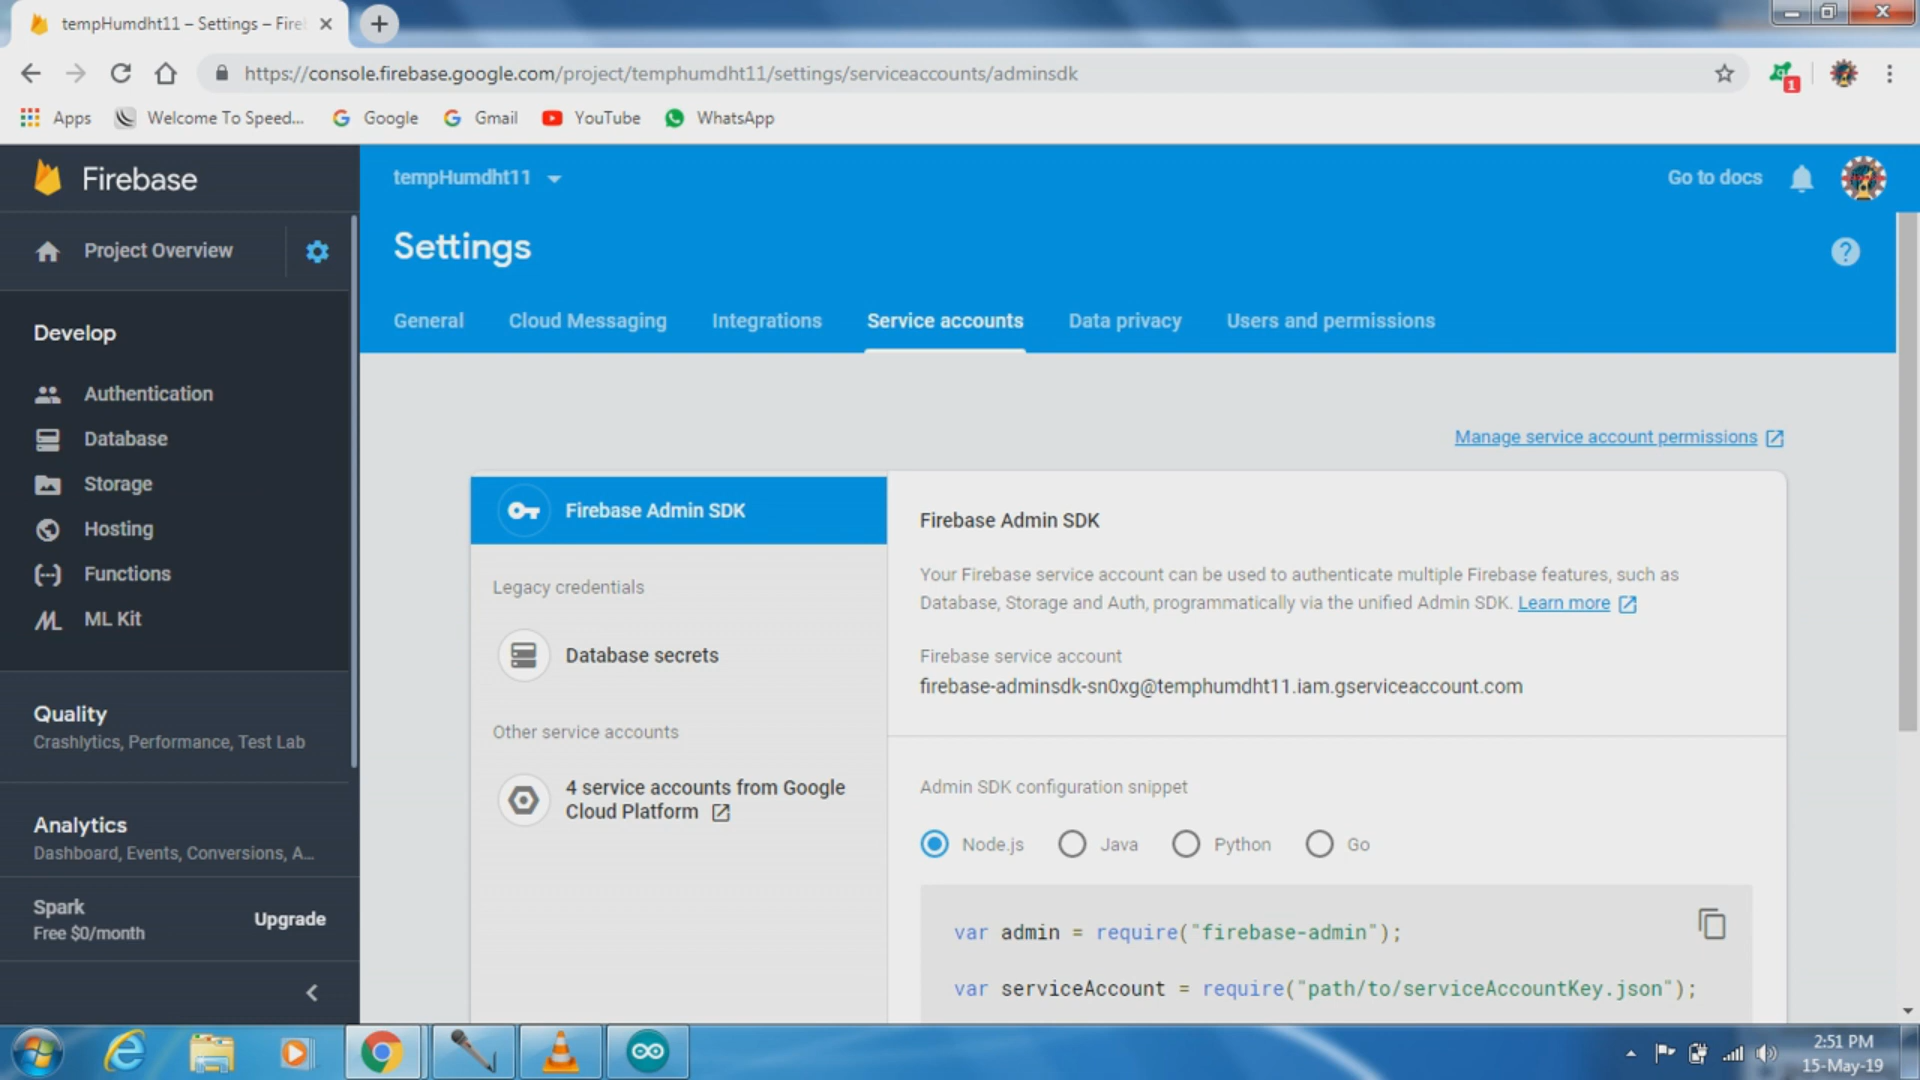 tempHumdht11 – Settings – Fire
https://console.firebase.google.com/project/temphumdht11/settings/serviceaccounts/adminsdk
1
Apps
Welcome To Speed...
Google
Gmail
YouTube
WhatsApp
Firebase
tempHumdht11
Go to docs
Project Overview
Settings
General
Cloud Messaging
Integrations
Service accounts
Data privacy
Users and permissions
Develop
Authentication
Database
Storage
Hosting
Functions
ML Kit
Quality
Crashlytics, Performance, Test Lab
Analytics
Dashboard, Events, Conversions, A...
Spark
Free $0/month
Upgrade
Manage service account permissions
Firebase Admin SDK
Legacy credentials
Database secrets
Other service accounts
4 service accounts from Google
Cloud Platform
Firebase Admin SDK
Your Firebase service account can be used to authenticate multiple Firebase features, such as
Database, Storage and Auth, programmatically via the unified Admin SDK. Learn more
Firebase service account
firebase-adminsdk-sn0xg@temphumdht11.iam.gserviceaccount.com
Admin SDK configuration snippet
Node.js
Java
Python
Go
var admin = require("firebase-admin");
var serviceAccount = require("path/to/serviceAccountKey.json");
2:51 PM
15-May-19